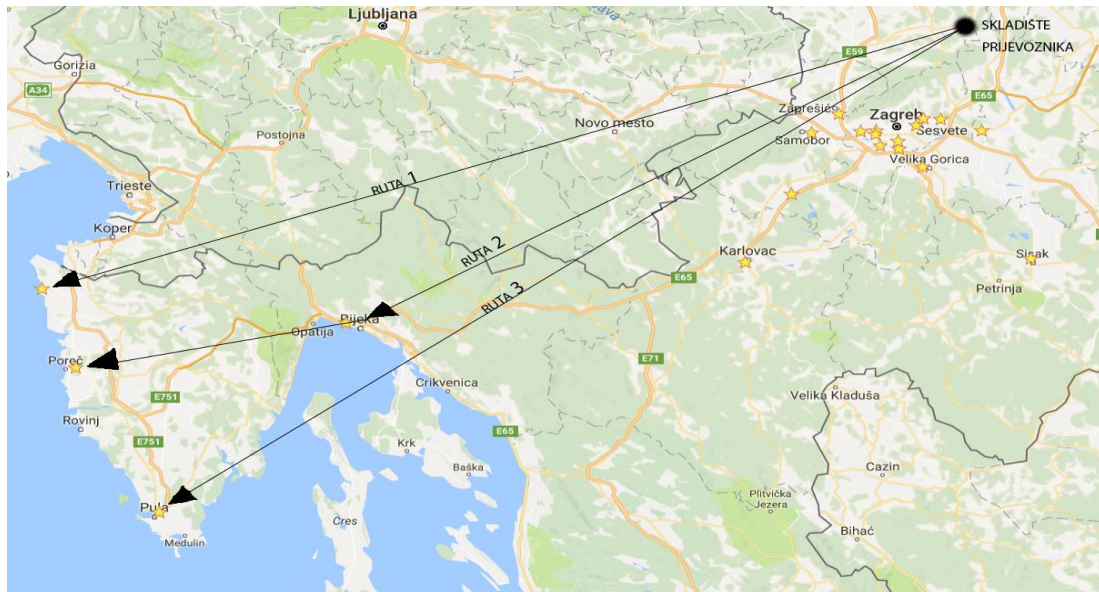 Ljubljana
SKLADIŠTE
PRIJEVOZNIKA
E59
Gorizia
A34
E65
Zaprešić
Zagreb
Sesvete
Novo mesto
Samobor
Postojna
Velika Gorica
Trieste
RUTA 1
Koper
RUTA 2
Karlovac
Sisak
E65
Petrinja
RUTA 3
Rijeka
Opatija
Poreč
E71
Crikvenica
E751
Velika Kladuša
Rovinj
E751
E65
Krk
Baška
Cazin
Plitvička
Jezera
Pula
Cres
Bihać
Medulin